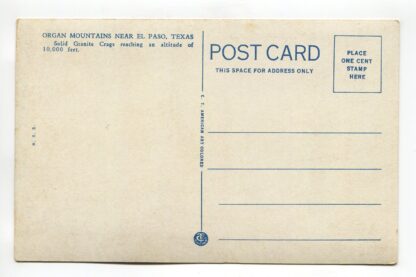 ORGAN MOUNTAINS NEAR EL PASO, TEXAS
Solid Granite Crags reaching an altitude of
10,000 feet.
POST CARD
THIS SPACE FOR ADDRESS ONLY
PLACE
ONE CENT
STAMP
HERE
C. T. AMERICAN ART COLORED